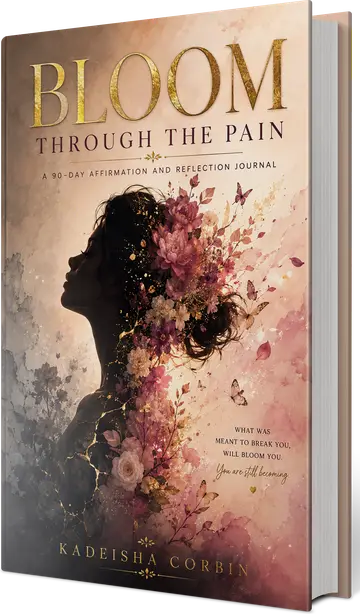 BLOOM
THROUGH THE PAIN
A 90-DAY AFFIRMATION AND REFLECTION JOURNAL
WHAT WAS
MEANT TO BREAK YOU,
WILL BLOOM YOU.
You are still becoming
KADEISHA CORBIN